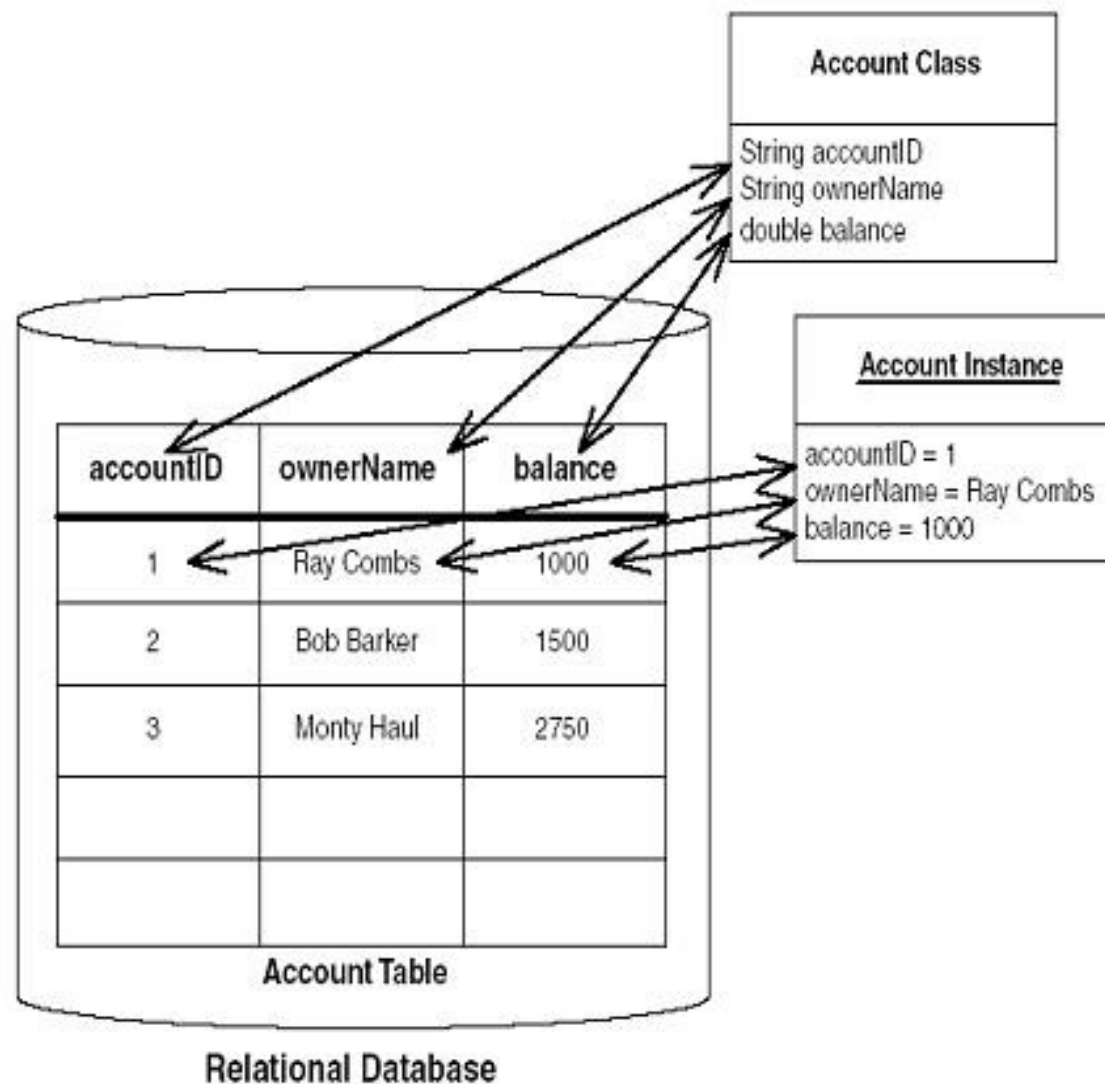 Account Class
String accountID
String ownerName
double balance
Account Instance
accountID = 1
ownerName = Ray Combs
balance = 1000
accountID ownerName balance
1 Ray Combs 1000
2 Bob Barker 1500
3 Monty Haul 2750
Account Table
Relational Database